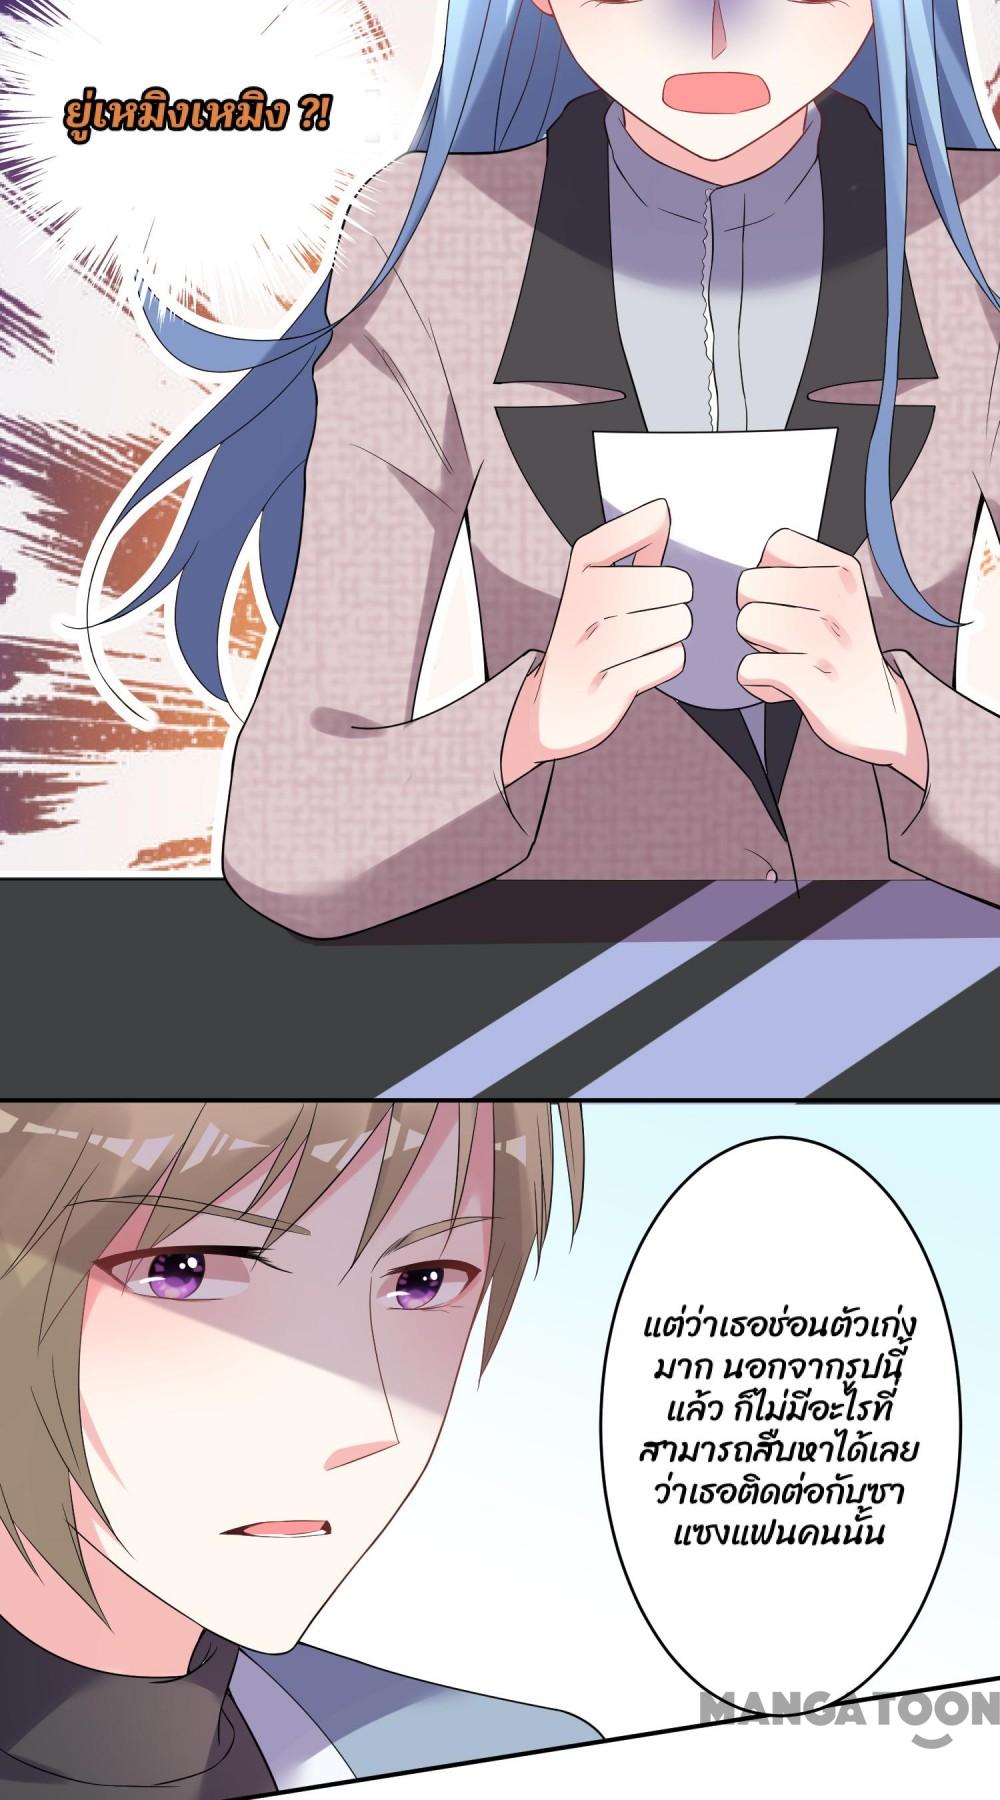 ยู่เหมิงเหมิง ?!
แต่ว่าเธอซ่อนตัวเก่ง
มาก นอกจากรูปนี้
แล้ว ก็ไม่มีอะไรที่
สามารถสืบหาได้เลย
ว่าเธอติดต่อกับซา
แซงแฟนคนนั้น
MANGATOON